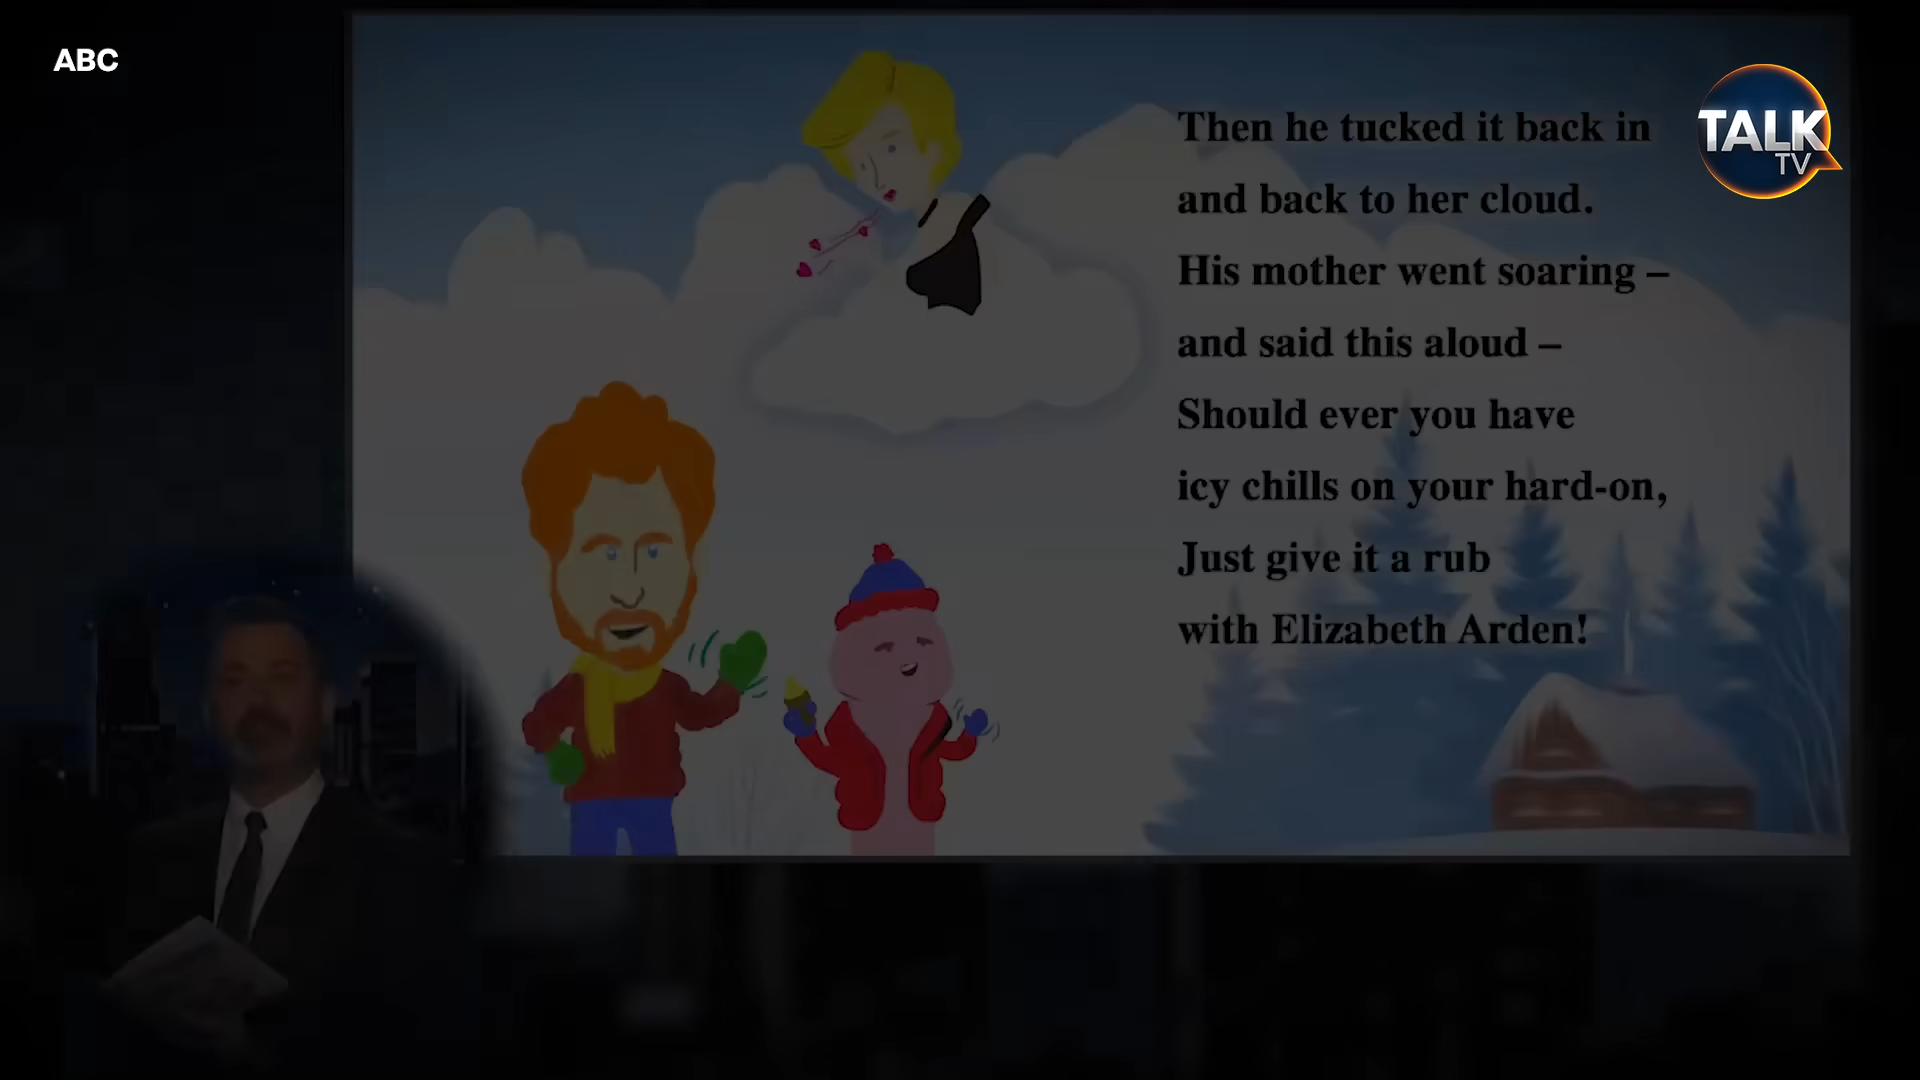 ABC
TALK
TV
Then he tucked it back in
and back to her cloud.
His mother went soaring –
and said this aloud –
Should ever you have
icy chills on your hard-on,
Just give it a rub
with Elizabeth Arden!